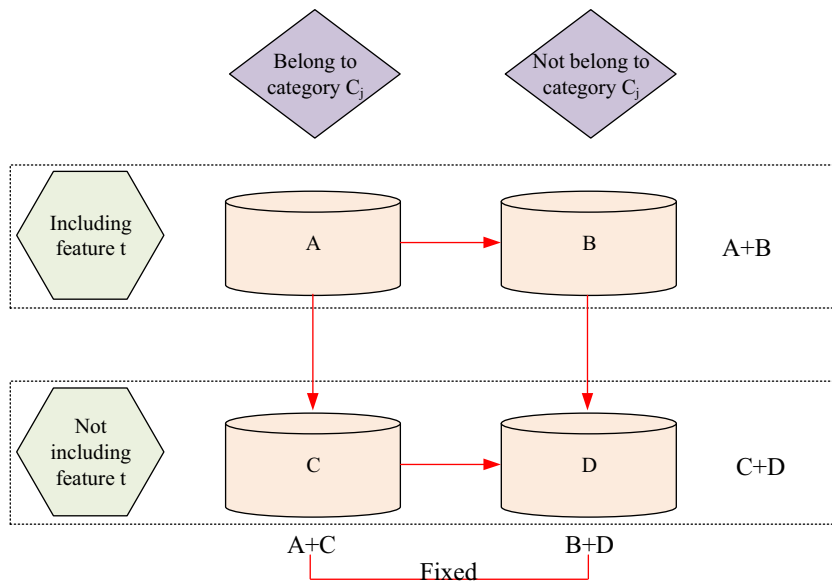 Belong to
category Cj
Not belong to
category Cj
Including
feature t
A
B
A+B
Not
including
feature t
C
D
C+D
A+C
B+D
Fixed